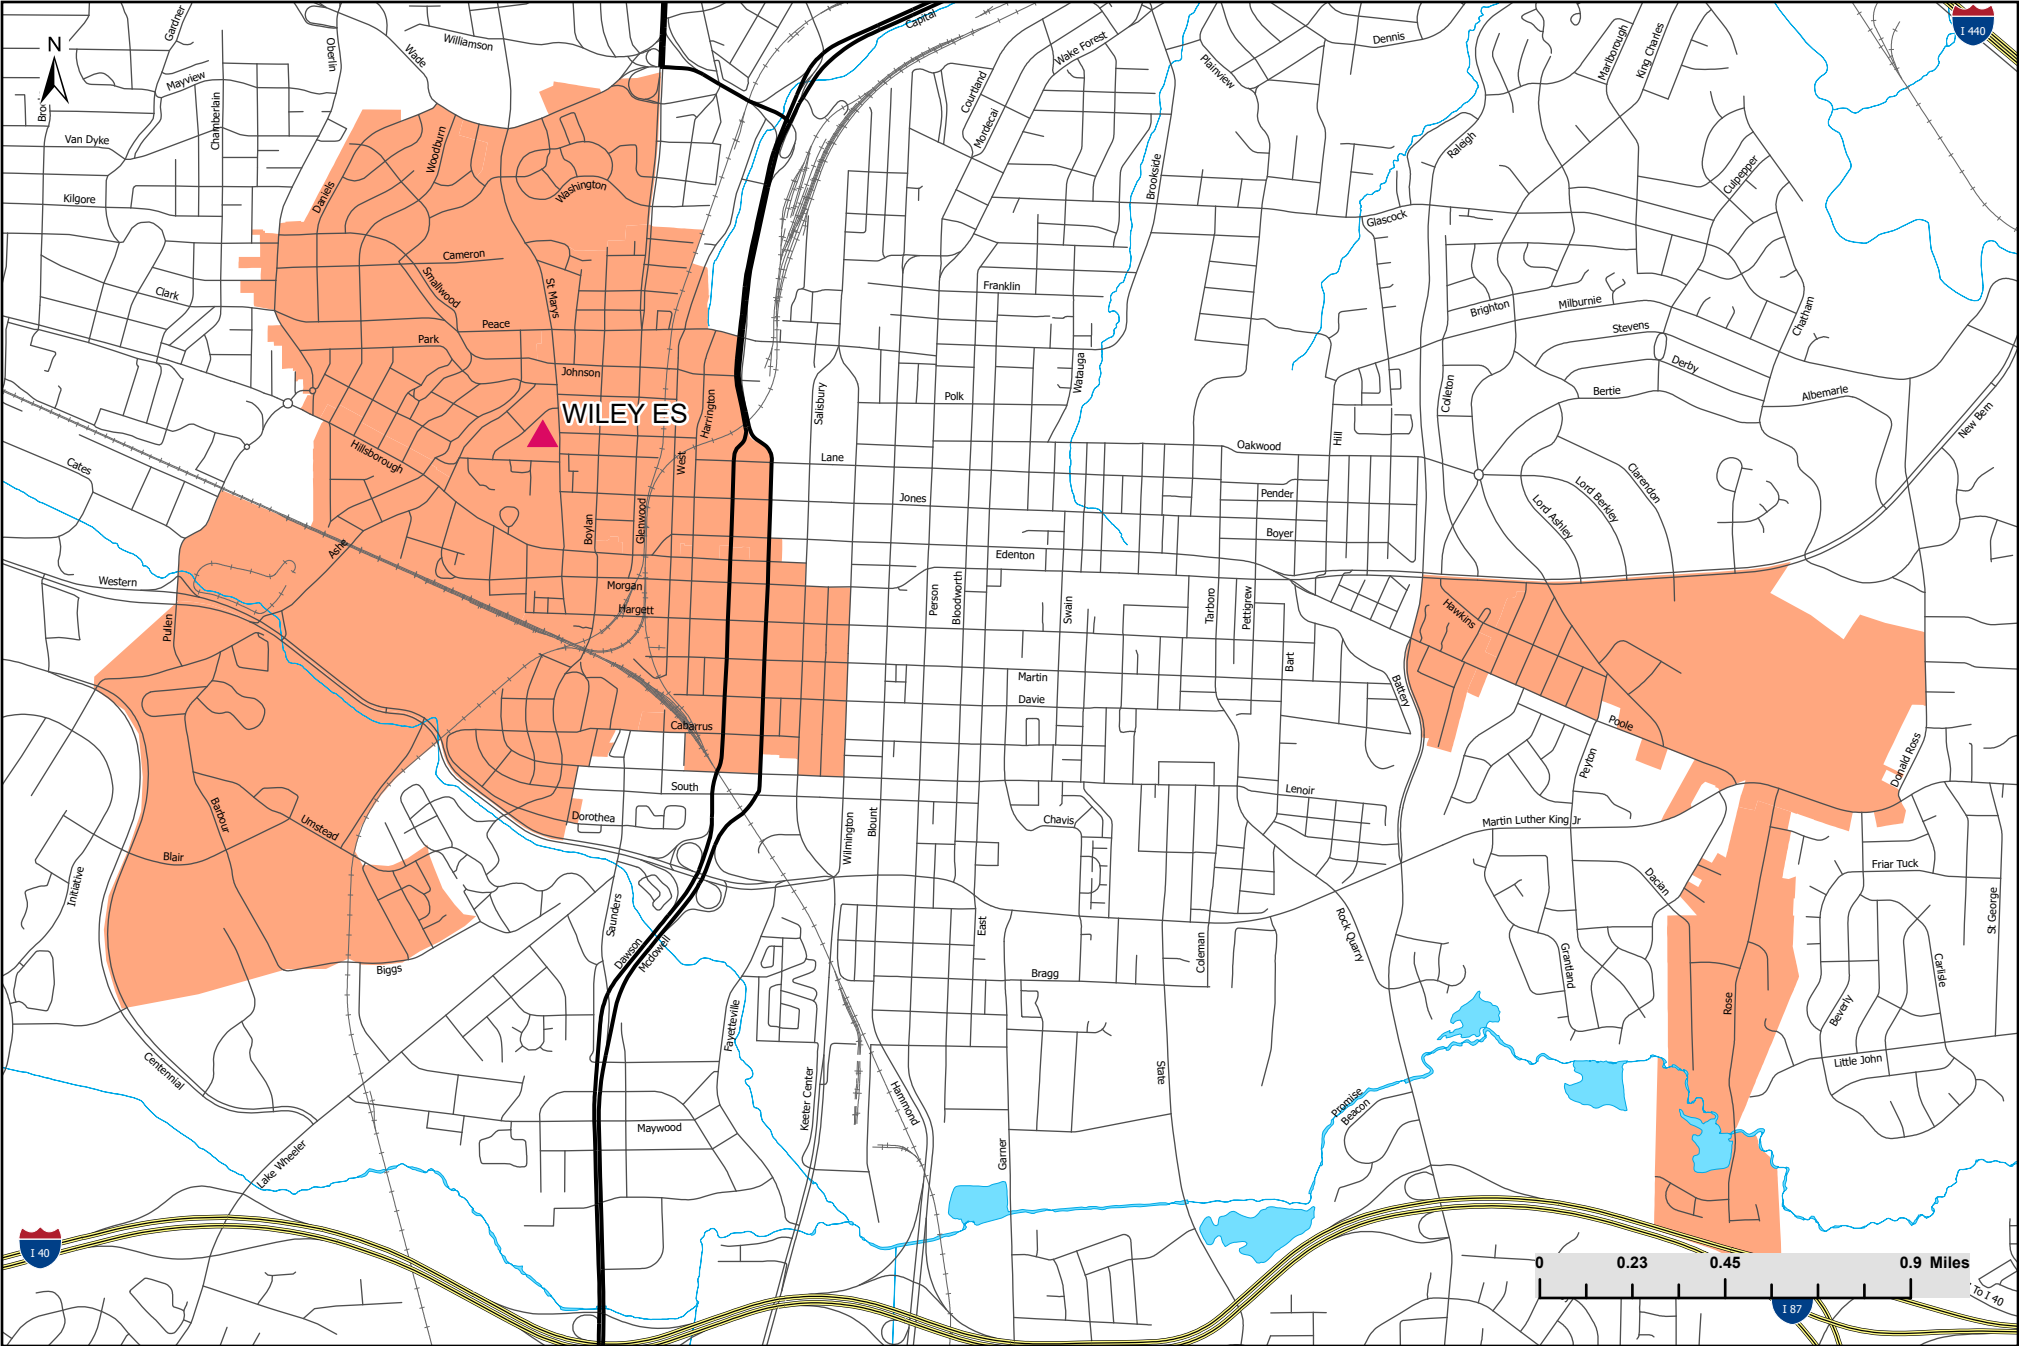 Gardner
Oberlin
Wade
Williamson
Capital
Wake Forest
Dennis
Marlborough
King Charles
I 440
N
Mayview
Chamberlain
Courtland
Mordecai
Plainview
Van Dyke
Woodburn
Washington
Brookside
Raleigh
Culpepper
Kilgore
Daniels
Glascock
Cameron
Smallwood
St Marys
Clark
Franklin
Brighton
Milburnie
Stevens
Chatham
Peace
Park
Johnson
Watauga
Derby
Bertie
Albemarle
New Bern
Harrington
Salisbury
Polk
Colleton
Hill
WILEY ES
Oakwood
Hillsborough
Cates
West
Lane
Jones
Pender
Clarendon
Lord Berkley
Lord Ashley
Glenwood
Boylan
Ashe
Boyer
Edenton
Western
Morgan
Hargett
Person
Bloodworth
Swain
Tarboro
Pettigrew
Hawkins
Pullen
Martin
Davie
Bart
Battery
Cabarrus
Poole
Peyton
Donald Ross
South
Lenoir
Dorothea
Barbour
Umstead
Wilmington
Blount
Chavis
Martin Luther King Jr
Blair
Friar Tuck
Initiative
Dacian
St George
Saunders
East
Coleman
Rock Quarry
Dawson
Mcdowell
Biggs
Bragg
Grantland
Carlisle
Rose
Beverly
Fayetteville
Centennial
Keeter Center
Hammond
State
Little John
Promise
Beacon
Maywood
Garner
Lake Wheeler
I 40
0 0.23 0.45 0.9 Miles
I 87
To I 40